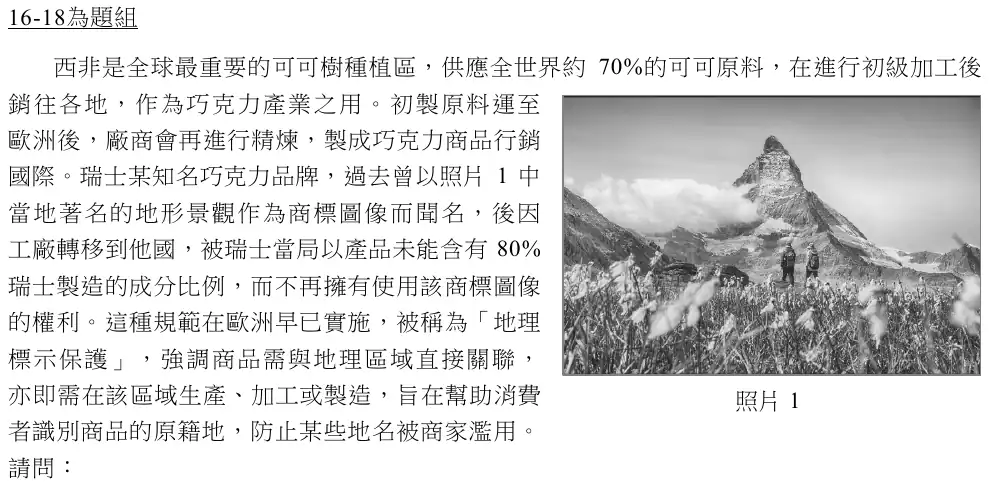 16-18為題組
西非是全球最重要的可可樹種植區，供應全世界約 70%的可可原料，在進行初級加工後
銷往各地，作為巧克力產業之用。初製原料運至
歐洲後，廠商會再進行精煉，製成巧克力商品行銷
國際。瑞士某知名巧克力品牌，過去曾以照片 1 中
當地著名的地形景觀作為商標圖像而聞名，後因
工廠轉移到他國，被瑞士當局以產品未能含有 80%
瑞士製造的成分比例，而不再擁有使用該商標圖像
的權利。這種規範在歐洲早已實施，被稱為「地理
標示保護」，強調商品需與地理區域直接關聯，
亦即需在該區域生產、加工或製造，旨在幫助消費
者識別商品的原籍地，防止某些地名被商家濫用。
請問：
照片 1